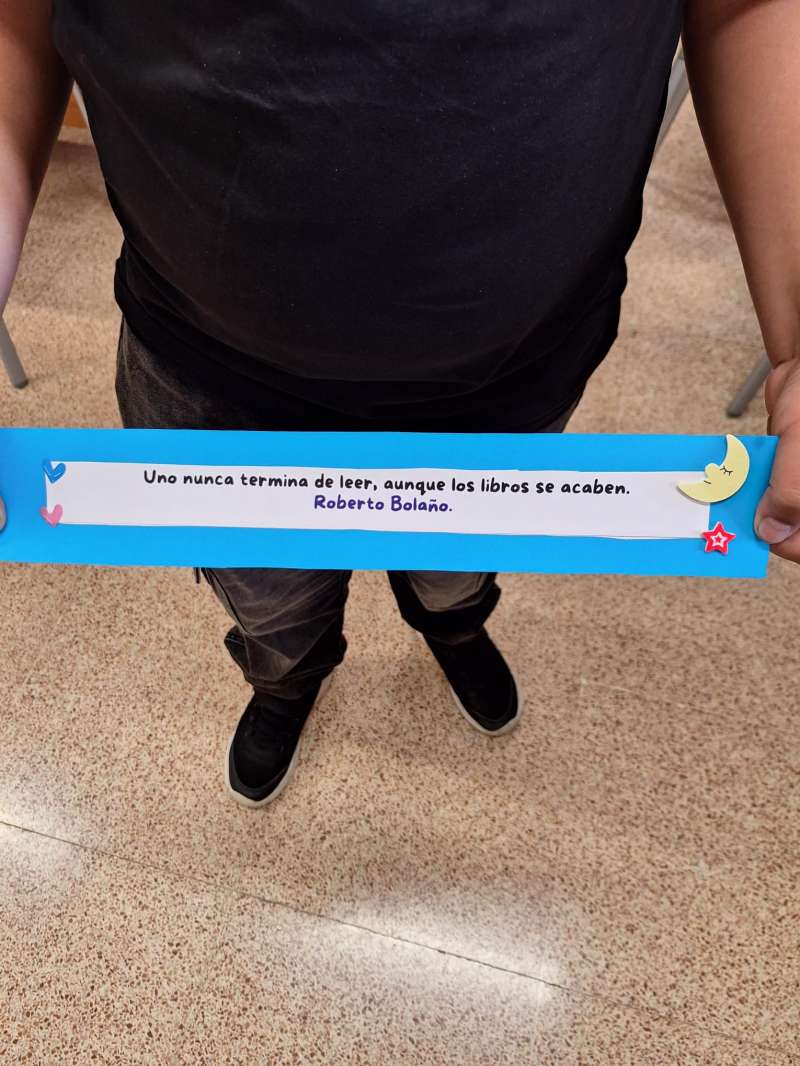 Uno nunca termina de leer, aunque los libros se acaben.
Roberto Bolaño.